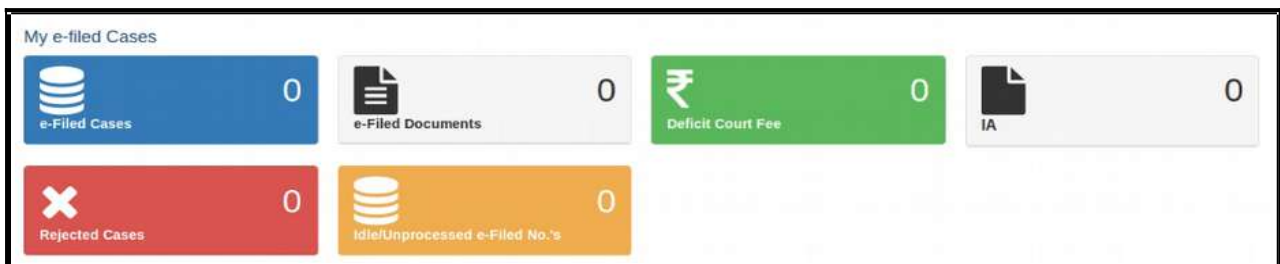 My e-filed Cases
0 0 ₹ 0 0
e-Filed Cases e-Filed Documents Deficit Court Fee IA
0 0
Rejected Cases Idle/Unprocessed e-Filed No.'s